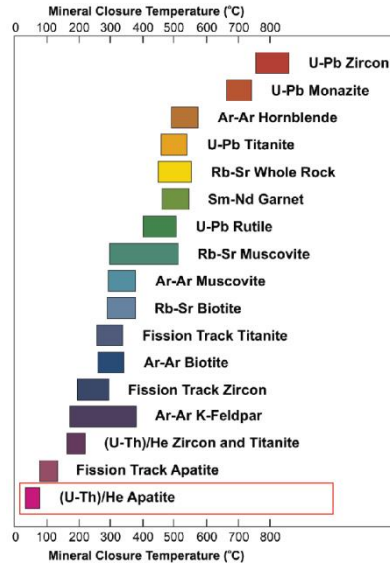 Mineral Closure Temperature (°C)
0 100 200 300 400 500 600 700 800
U-Pb Zircon
U-Pb Monazite
Ar-Ar Hornblende
U-Pb Titanite
Rb-Sr Whole Rock
Sm-Nd Garnet
U-Pb Rutile
Rb-Sr Muscovite
Ar-Ar Muscovite
Rb-Sr Biotite
Fission Track Titanite
Ar-Ar Biotite
Fission Track Zircon
Ar-Ar K-Feldpar
(U-Th)/He Zircon and Titanite
Fission Track Apatite
(U-Th)/He Apatite
0 100 200 300 400 500 600 700 800
Mineral Closure Temperature (°C)